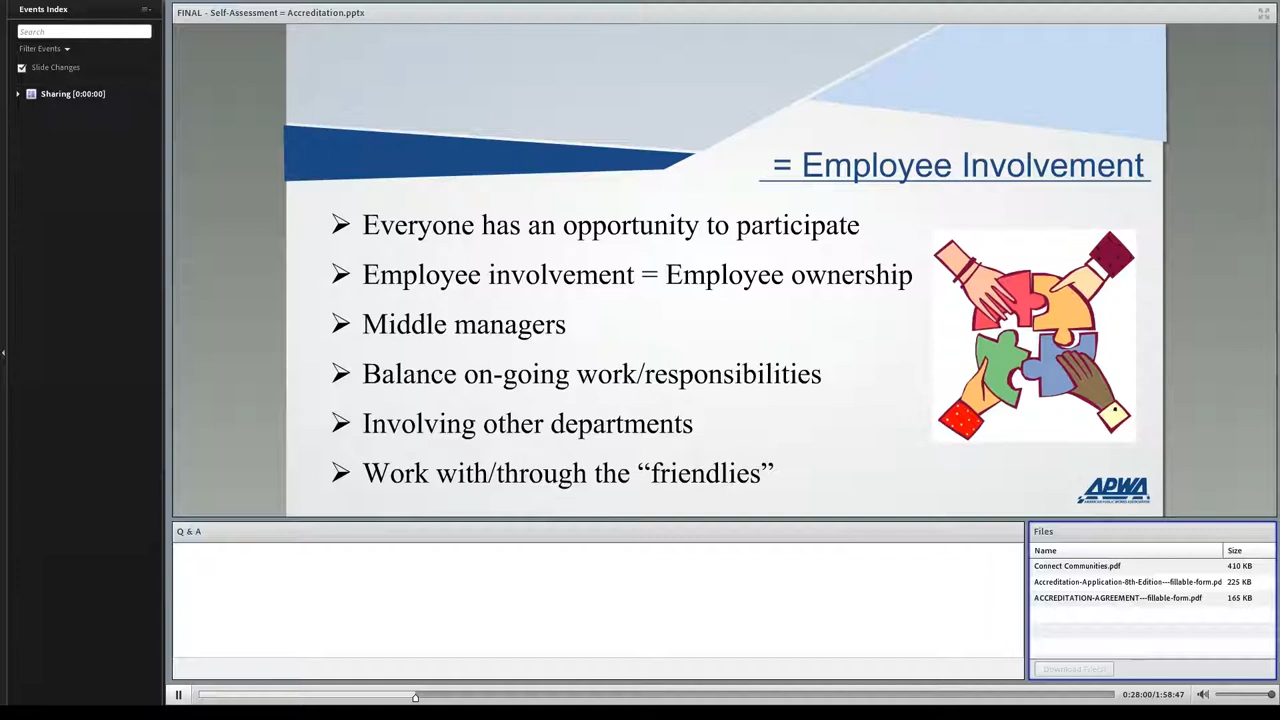 Events Index
Search
Filter Events
Slide Changes
Sharing [0:00:00]
FINAL - Self-Assessment = Accreditation.pptx
= Employee Involvement
Everyone has an opportunity to participate
Employee involvement = Employee ownership
Middle managers
Balance on-going work/responsibilities
Involving other departments
Work with/through the “friendlies”
APWA
Q & A
Files
Name Size
Connect Communities.pdf 410 KB
Accreditation-Application-8th-Edition---fillable-form.pd 225 KB
ACCREDITATION-AGREEMENT---fillable-form.pdf 165 KB
Download File(s)
0:28:00/1:58:47